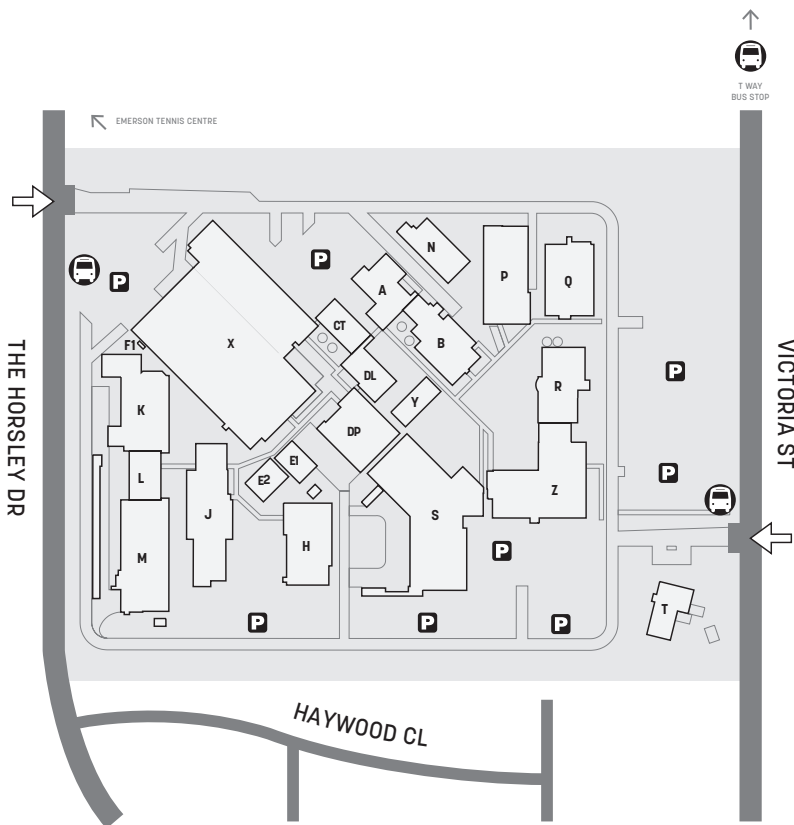 T WAY
BUS STOP
EMERSON TENNIS CENTRE
N
P
Q
P
P
A
CT
B
X
F1
DL
P
R
Y
K
DP
E1
E2
L
P
Z
J
S
H
P
M
T
P
P
P
THE HORSLEY DR
VICTORIA ST
HAYWOOD CL